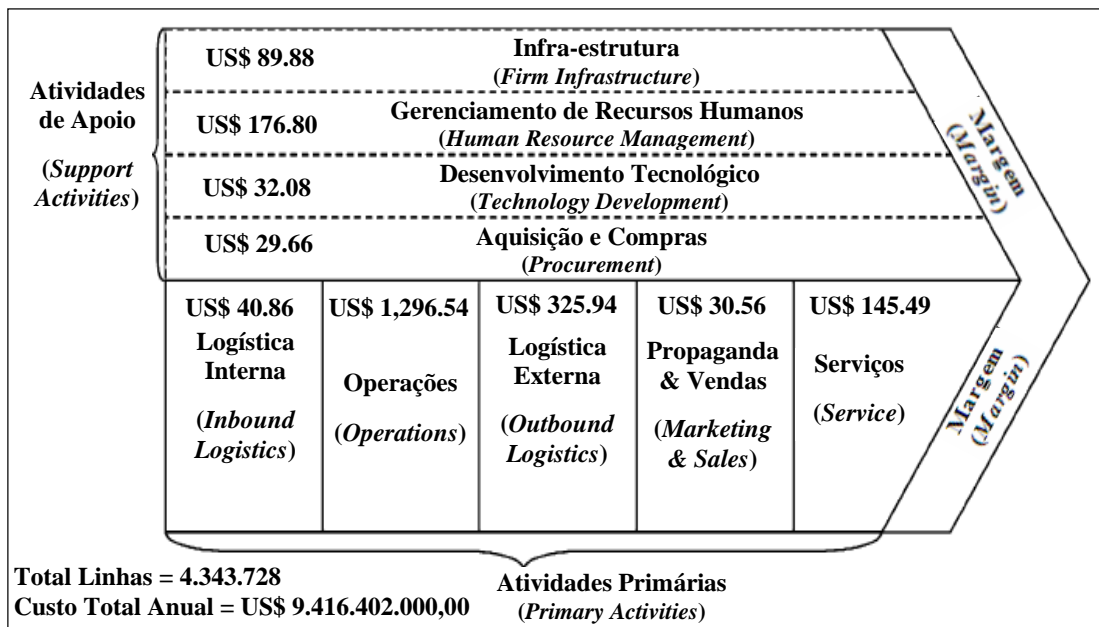 US$ 89.88
Infra-estrutura
(Firm Infrastructure)
Atividades
de Apoio
(Support
Activities)
US$ 176.80
Gerenciamento de Recursos Humanos
(Human Resource Management)
US$ 32.08
Desenvolvimento Tecnológico
(Technology Development)
US$ 29.66
Aquisição e Compras
(Procurement)
Margem
(Margin)
US$ 40.86
Logística
Interna
(Inbound
Logistics)
US$ 1,296.54
Operações
(Operations)
US$ 325.94
Logística
Externa
(Outbound
Logistics)
US$ 30.56
Propaganda
& Vendas
(Marketing
& Sales)
US$ 145.49
Serviços
(Service)
Margem
(Margin)
Total Linhas = 4.343.728
Custo Total Anual = US$ 9.416.402.000,00
Atividades Primárias
(Primary Activities)